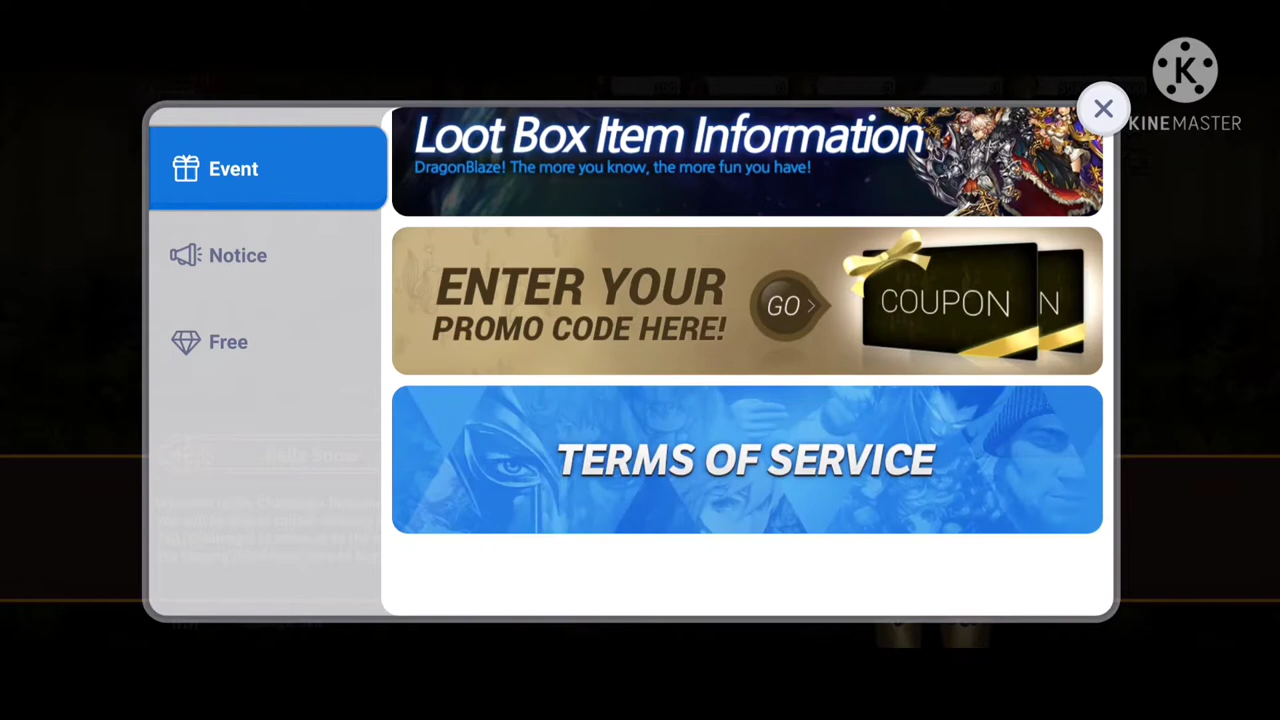 KINEMASTER
Loot Box Item Information
DragonBlaze! The more you know, the more fun you have!
Event
Notice
Free
ENTER YOUR
PROMO CODE HERE!
GO >
COUPON
N
TERMS OF SERVICE